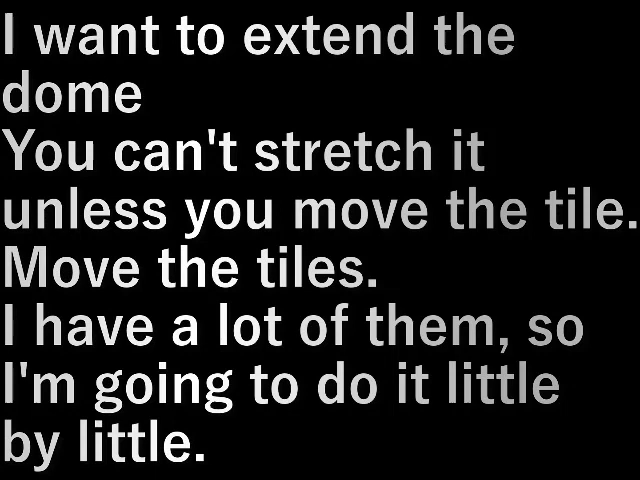 I want to extend the
dome
You can't stretch it
unless you move the tile.
Move the tiles.
I have a lot of them, so
I'm going to do it little
by little.